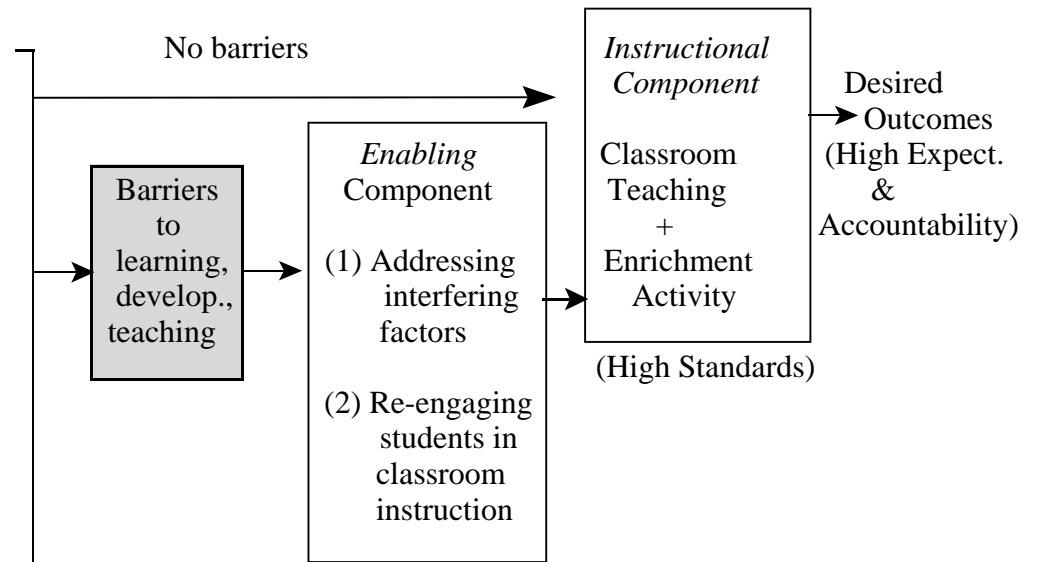 No barriers
Barriers
to
learning,
develop.,
teaching
Enabling
Component
(1) Addressing
interfering
factors
(2) Re-engaging
students in
classroom
instruction
Instructional
Component
Classroom
Teaching
+
Enrichment
Activity
(High Standards)
Desired
Outcomes
(High Expect.
&
Accountability)